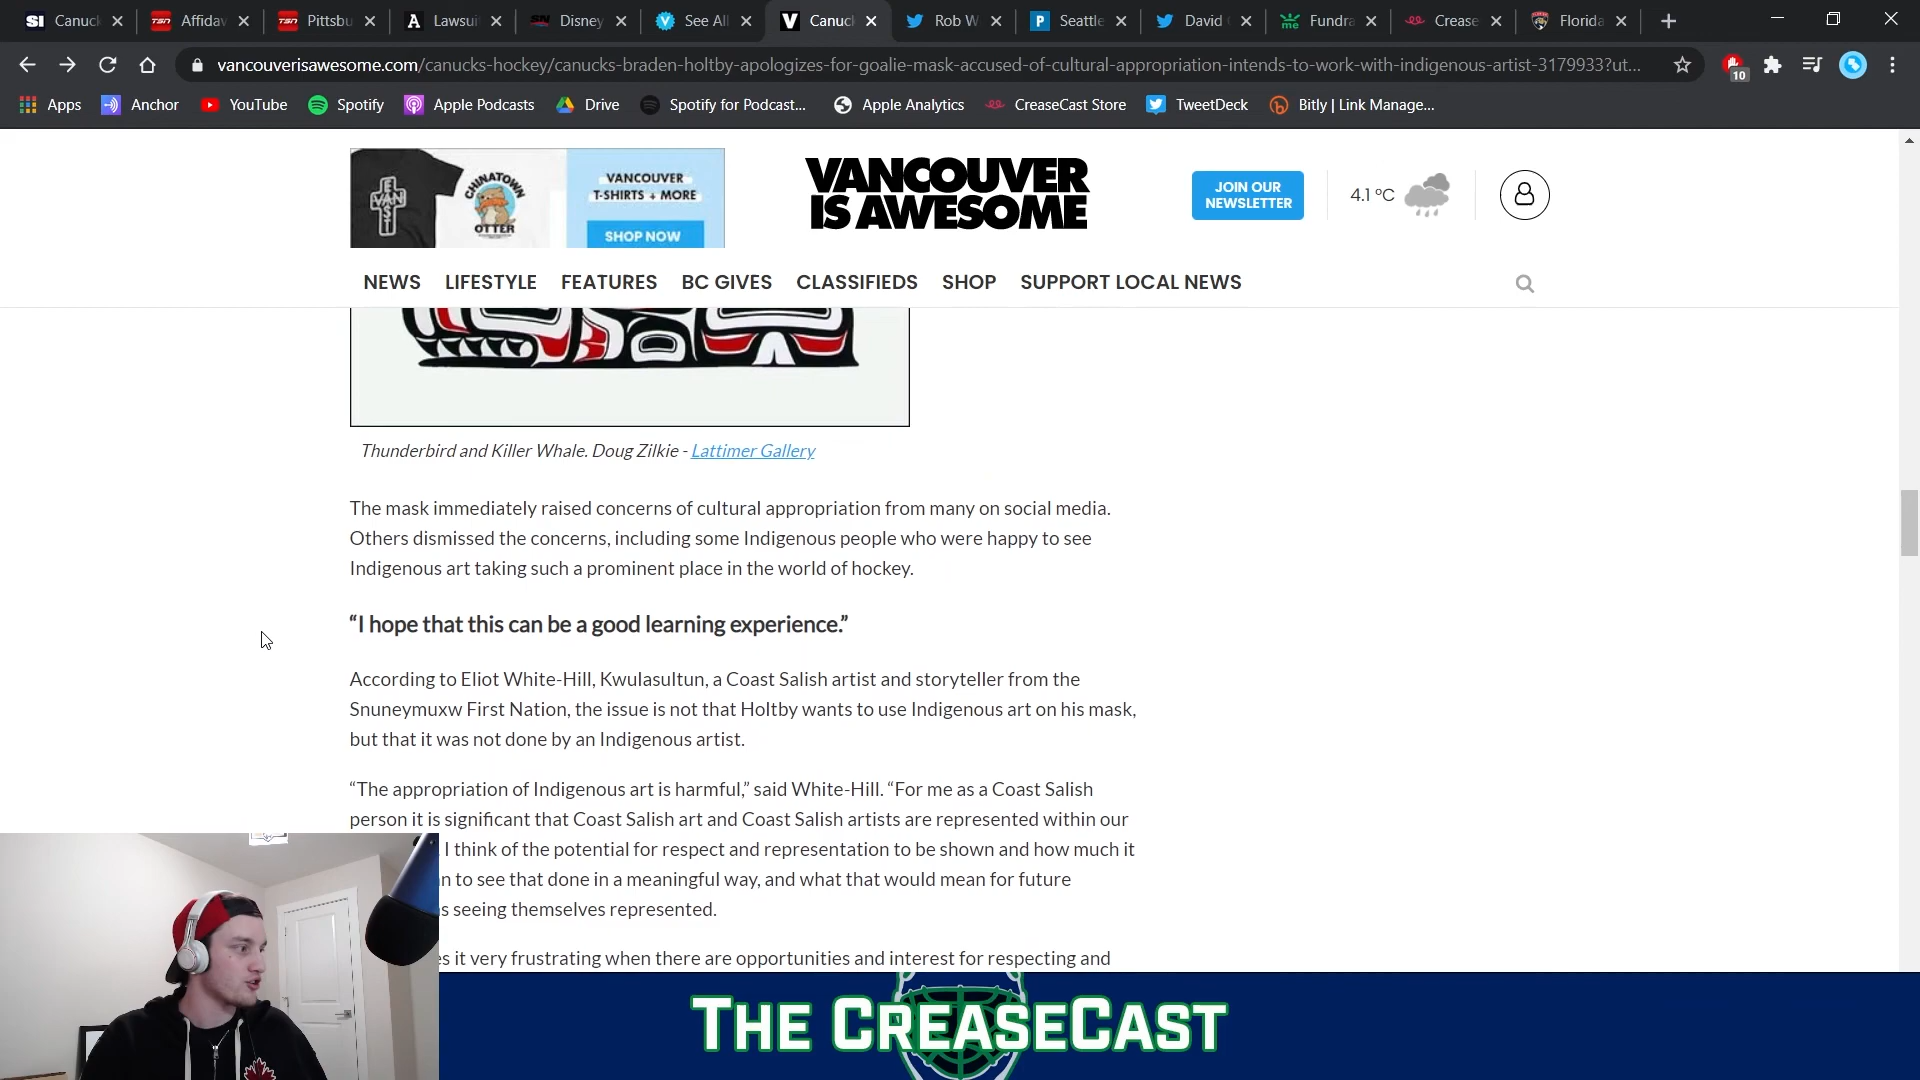 Canuck
Affidav
Pittsbu
Lawsuit
Disney
See All
Canuck
Rob W
Seattle
David
Fundra
Crease
Florida
vancouverisawesome.com/canucks-hockey/canucks-braden-holtby-apologizes-for-goalie-mask-accused-of-cultural-appropriation-intends-to-work-with-indigenous-artist-3179933?ut...
10
Apps
Anchor
YouTube
Spotify
Apple Podcasts
Drive
Spotify for Podcast...
Apple Analytics
CreaseCast Store
TweetDeck
Bitly | Link Manage...
EAST
VAN
CHINATOWN
OTTER
VANCOUVER
T-SHIRTS + MORE
SHOP NOW
VANCOUVER
IS AWESOME
JOIN OUR
NEWSLETTER
4.1 °C
NEWS LIFESTYLE FEATURES BC GIVES CLASSIFIEDS SHOP SUPPORT LOCAL NEWS
Thunderbird and Killer Whale. Doug Zilkie - Lattimer Gallery
The mask immediately raised concerns of cultural appropriation from many on social media.
Others dismissed the concerns, including some Indigenous people who were happy to see
Indigenous art taking such a prominent place in the world of hockey.
“I hope that this can be a good learning experience.”
According to Eliot White-Hill, Kwulasultun, a Coast Salish artist and storyteller from the
Snuneymuxw First Nation, the issue is not that Holtby wants to use Indigenous art on his mask,
but that it was not done by an Indigenous artist.
“The appropriation of Indigenous art is harmful,” said White-Hill. “For me as a Coast Salish
person it is significant that Coast Salish art and Coast Salish artists are represented within our
I think of the potential for respect and representation to be shown and how much it
n to see that done in a meaningful way, and what that would mean for future
s seeing themselves represented.
es it very frustrating when there are opportunities and interest for respecting and
THE CREASECAST